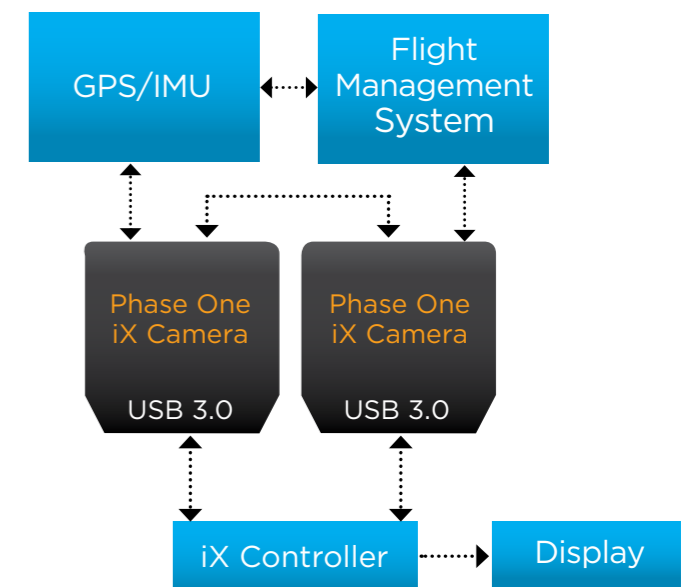 GPS/IMU
Flight
Management
System
Phase One
iX Camera
USB 3.0
Phase One
iX Camera
USB 3.0
iX Controller
Display